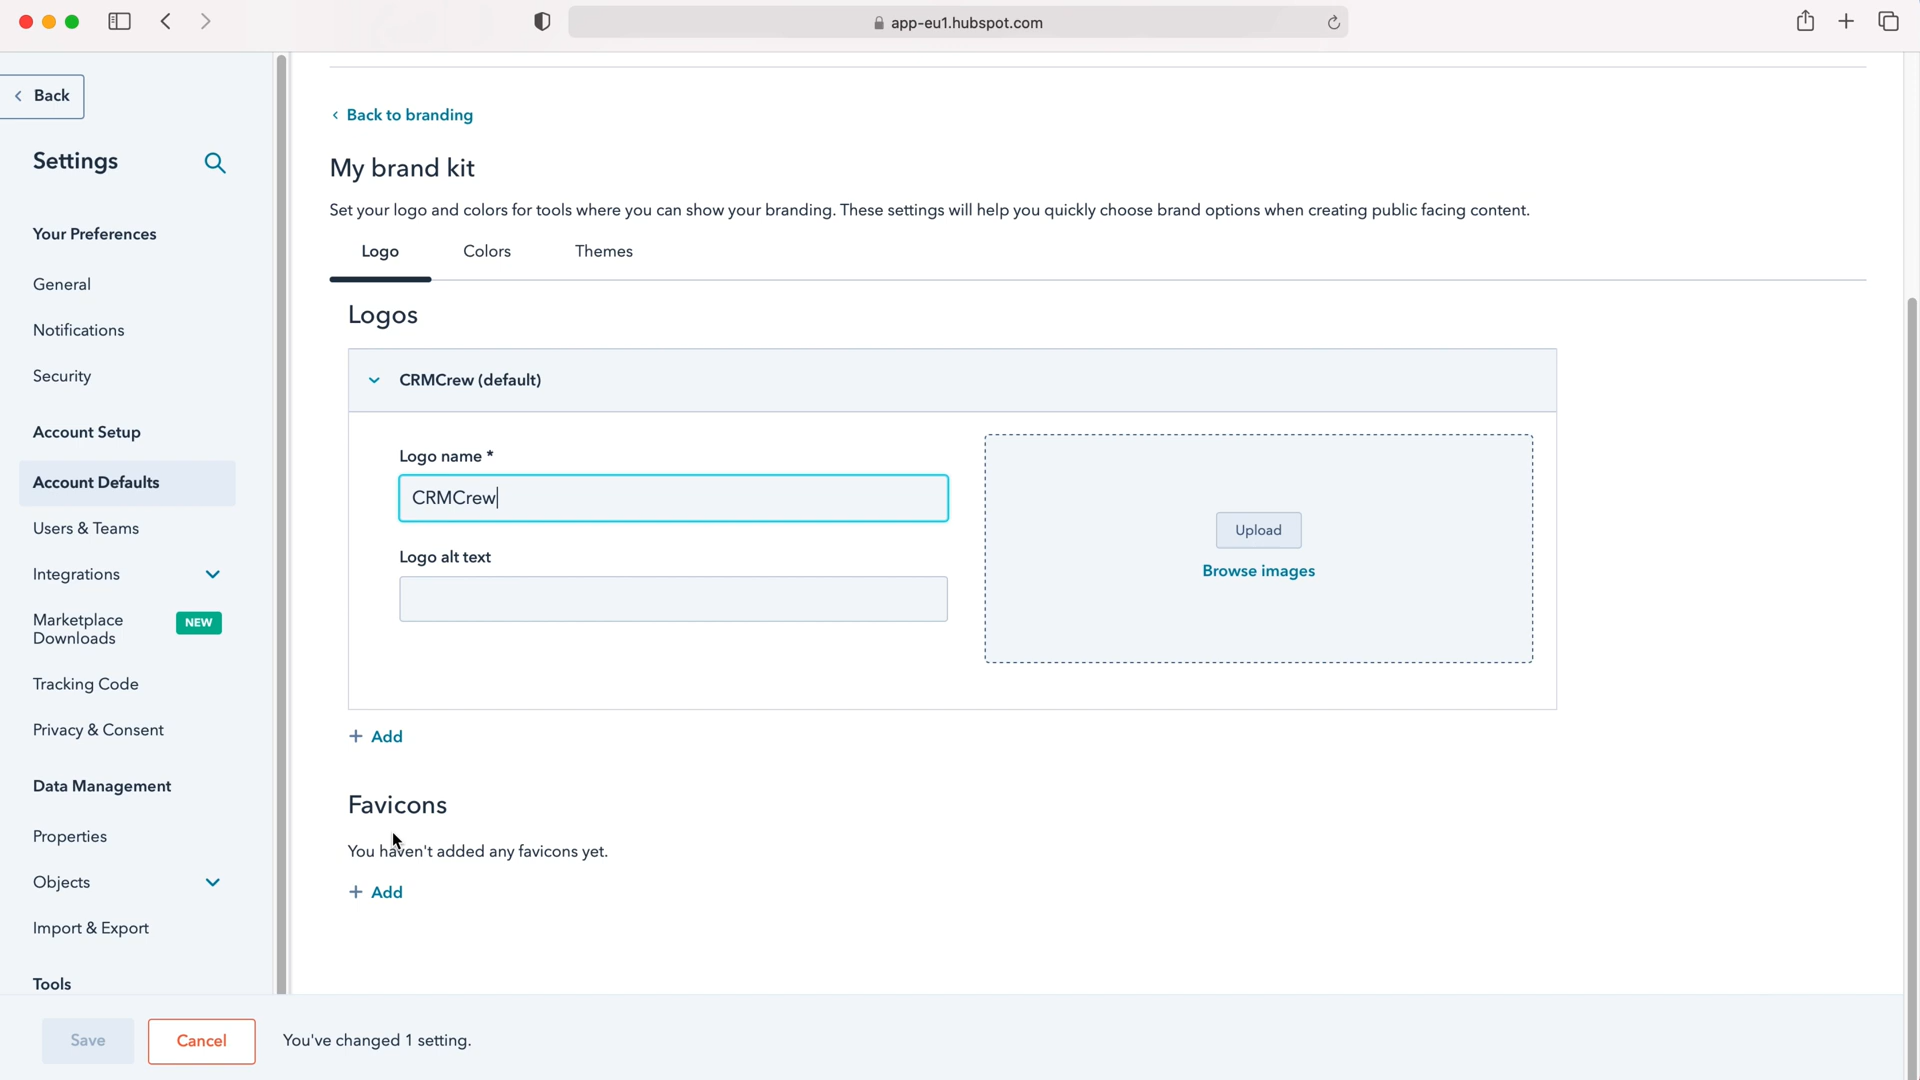 app-eu1.hubspot.com
Back
Settings
Your Preferences
General
Notifications
Security
Account Setup
Account Defaults
Users & Teams
Integrations
Marketplace
Downloads
NEW
Tracking Code
Privacy & Consent
Data Management
Properties
Objects
Import & Export
Tools
Back to branding
My brand kit
Set your logo and colors for tools where you can show your branding. These settings will help you quickly choose brand options when creating public facing content.
Logo Colors Themes
Logos
CRMCrew (default)
Logo name *
CRMCrew
Logo alt text
Upload
Browse images
+ Add
Favicons
You haven't added any favicons yet.
+ Add
Save Cancel You've changed 1 setting.